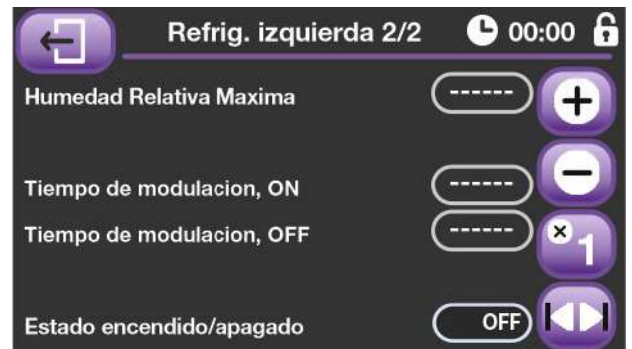 Refrig. izquierda 2/2 00:00
Humedad Relativa Maxima ------
+
−
Tiempo de modulacion, ON ------
Tiempo de modulacion, OFF ------
×1
Estado encendido/apagado OFF